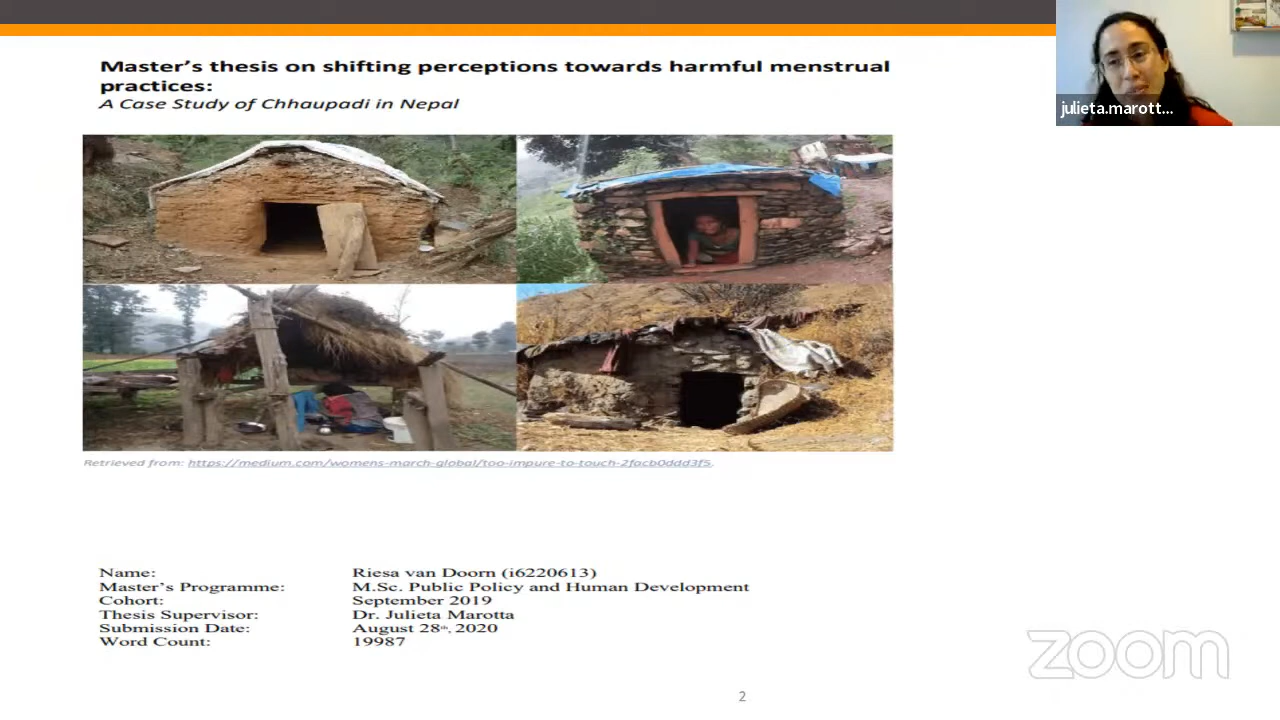 Master's thesis on shifting perceptions towards harmful menstrual
practices:
A Case Study of Chhaupadi in Nepal
julieta.marott...
Retrieved from: https://medium.com/womens-march-global/too-impure-to-touch-2facb0ddd3f5.
Name: Riesa van Doorn (i6220613)
Master's Programme: M.Sc. Public Policy and Human Development
Cohort: September 2019
Thesis Supervisor: Dr. Julieta Marotta
Submission Date: August 28th, 2020
Word Count: 19987
zoom
2